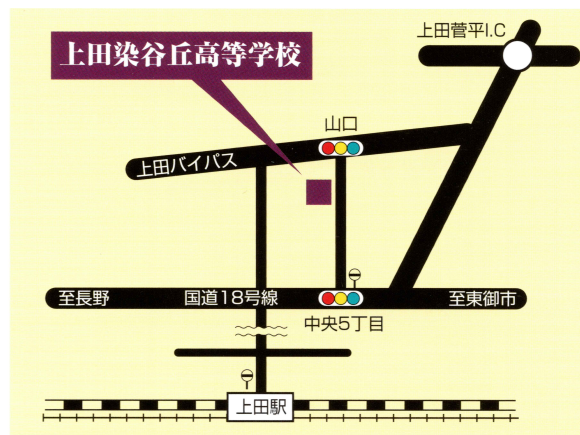 上田菅平I.C
上田染谷丘高等学校
山口
上田バイパス
至長野
国道18号線
至東御市
中央5丁目
上田駅